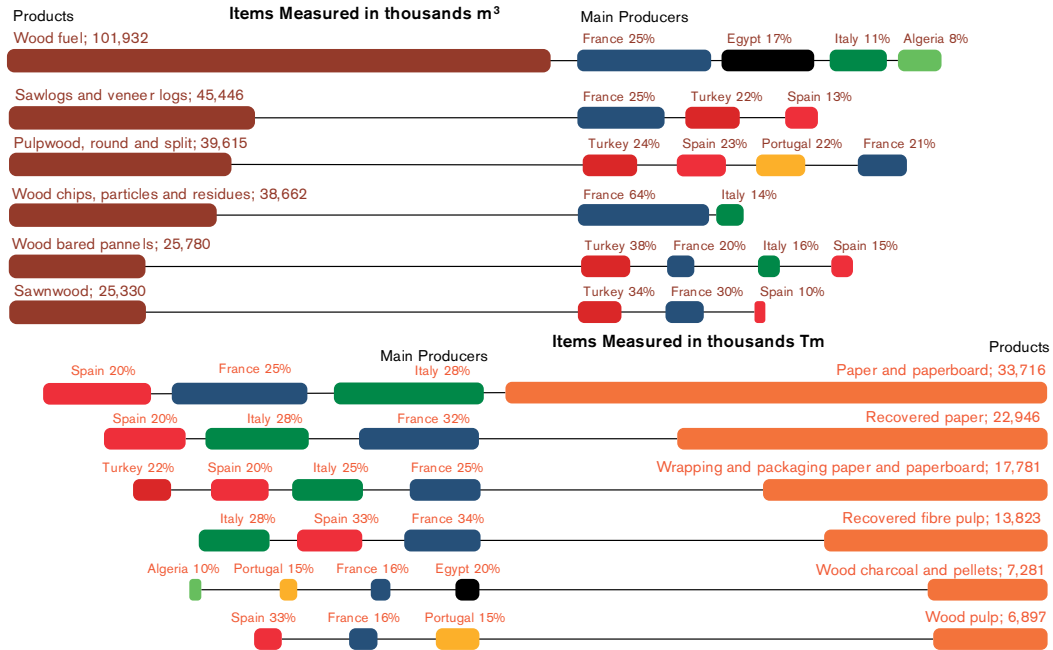 Products
Items Measured in thousands m³
Main Producers
Wood fuel; 101,932
France 25%
Egypt 17%
Italy 11%
Algeria 8%
Sawlogs and veneer logs; 45,446
France 25%
Turkey 22%
Spain 13%
Pulpwood, round and split; 39,615
Turkey 24%
Spain 23%
Portugal 22%
France 21%
Wood chips, particles and residues; 38,662
France 64%
Italy 14%
Wood bared pannels; 25,780
Turkey 38%
France 20%
Italy 16%
Spain 15%
Sawnwood; 25,330
Turkey 34%
France 30%
Spain 10%
Items Measured in thousands Tm
Main Producers
Products
Spain 20%
France 25%
Italy 28%
Paper and paperboard; 33,716
Spain 20%
Italy 28%
France 32%
Recovered paper; 22,946
Turkey 22%
Spain 20%
Italy 25%
France 25%
Wrapping and packaging paper and paperboard; 17,781
Italy 28%
Spain 33%
France 34%
Recovered fibre pulp; 13,823
Algeria 10%
Portugal 15%
France 16%
Egypt 20%
Wood charcoal and pellets; 7,281
Spain 33%
France 16%
Portugal 15%
Wood pulp; 6,897